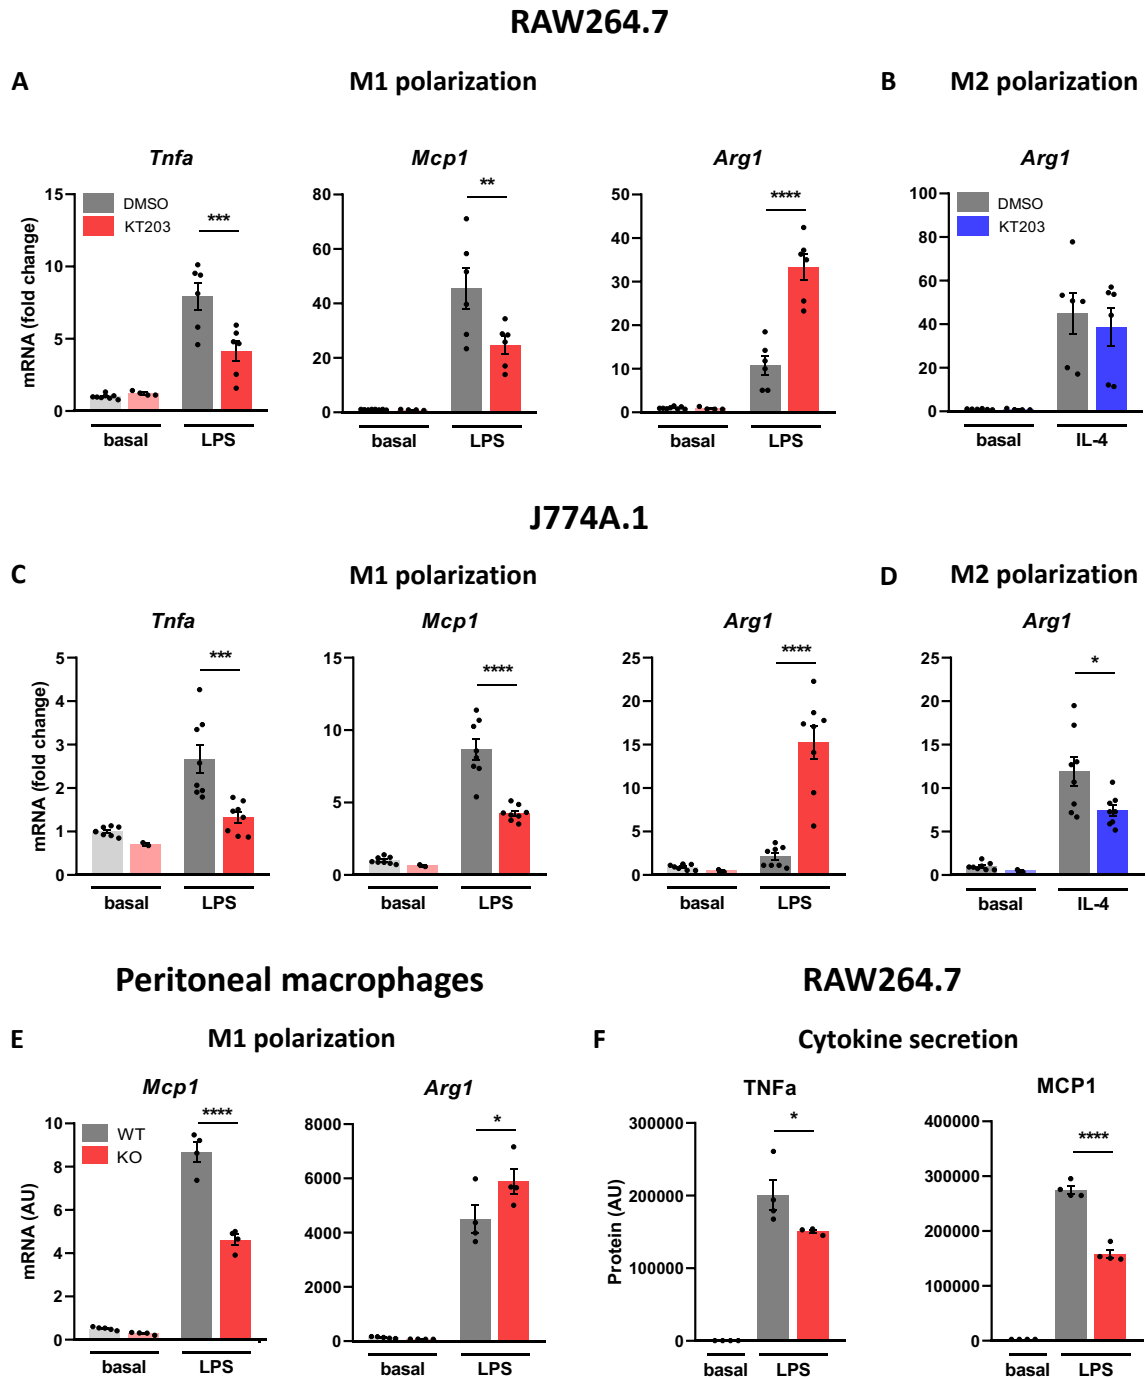 RAW264.7
A M1 polarization B M2 polarization
Tnfa Mcp1 Arg1 Arg1
mRNA (fold change)
15
10
5
0
DMSO
KT203
***
basal LPS
80
60
40
20
0
**
basal LPS
50
40
30
20
10
0
****
basal LPS
100
80
60
40
20
0
DMSO
KT203
basal IL-4
J774A.1
C M1 polarization D M2 polarization
Tnfa Mcp1 Arg1 Arg1
mRNA (fold change)
5
4
3
2
1
0
***
basal LPS
15
10
5
0
****
basal LPS
25
20
15
10
5
0
****
basal LPS
25
20
15
10
5
0
*
basal IL-4
Peritoneal macrophages RAW264.7
E M1 polarization F Cytokine secretion
Mcp1 Arg1 TNFa MCP1
mRNA (AU)
10
8
6
4
2
0
WT
KO
****
basal LPS
8000
6000
4000
2000
0
*
basal LPS
Protein (AU)
300000
200000
100000
0
*
basal LPS
400000
300000
200000
100000
0
****
basal LPS